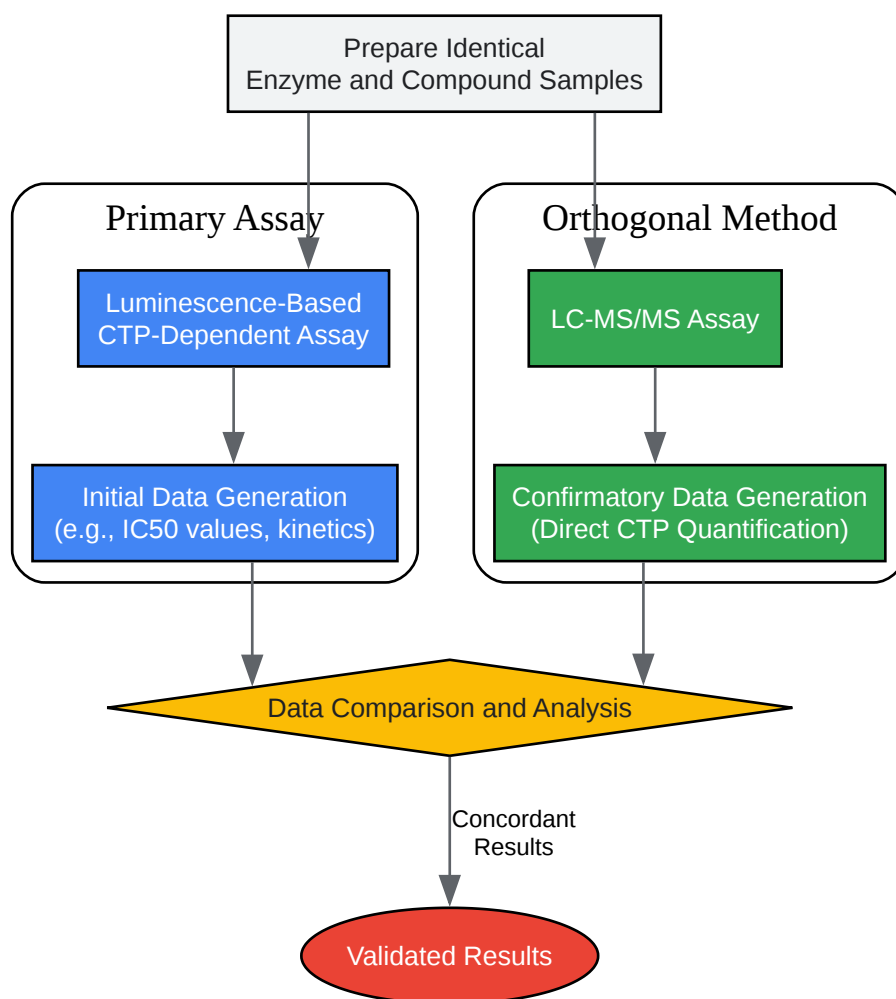 Prepare Identical
Enzyme and Compound Samples
Primary Assay
Luminescence-Based
CTP-Dependent Assay
Initial Data Generation
(e.g., IC50 values, kinetics)
Orthogonal Method
LC-MS/MS Assay
Confirmatory Data Generation
(Direct CTP Quantification)
Data Comparison and Analysis
Concordant
Results
Validated Results